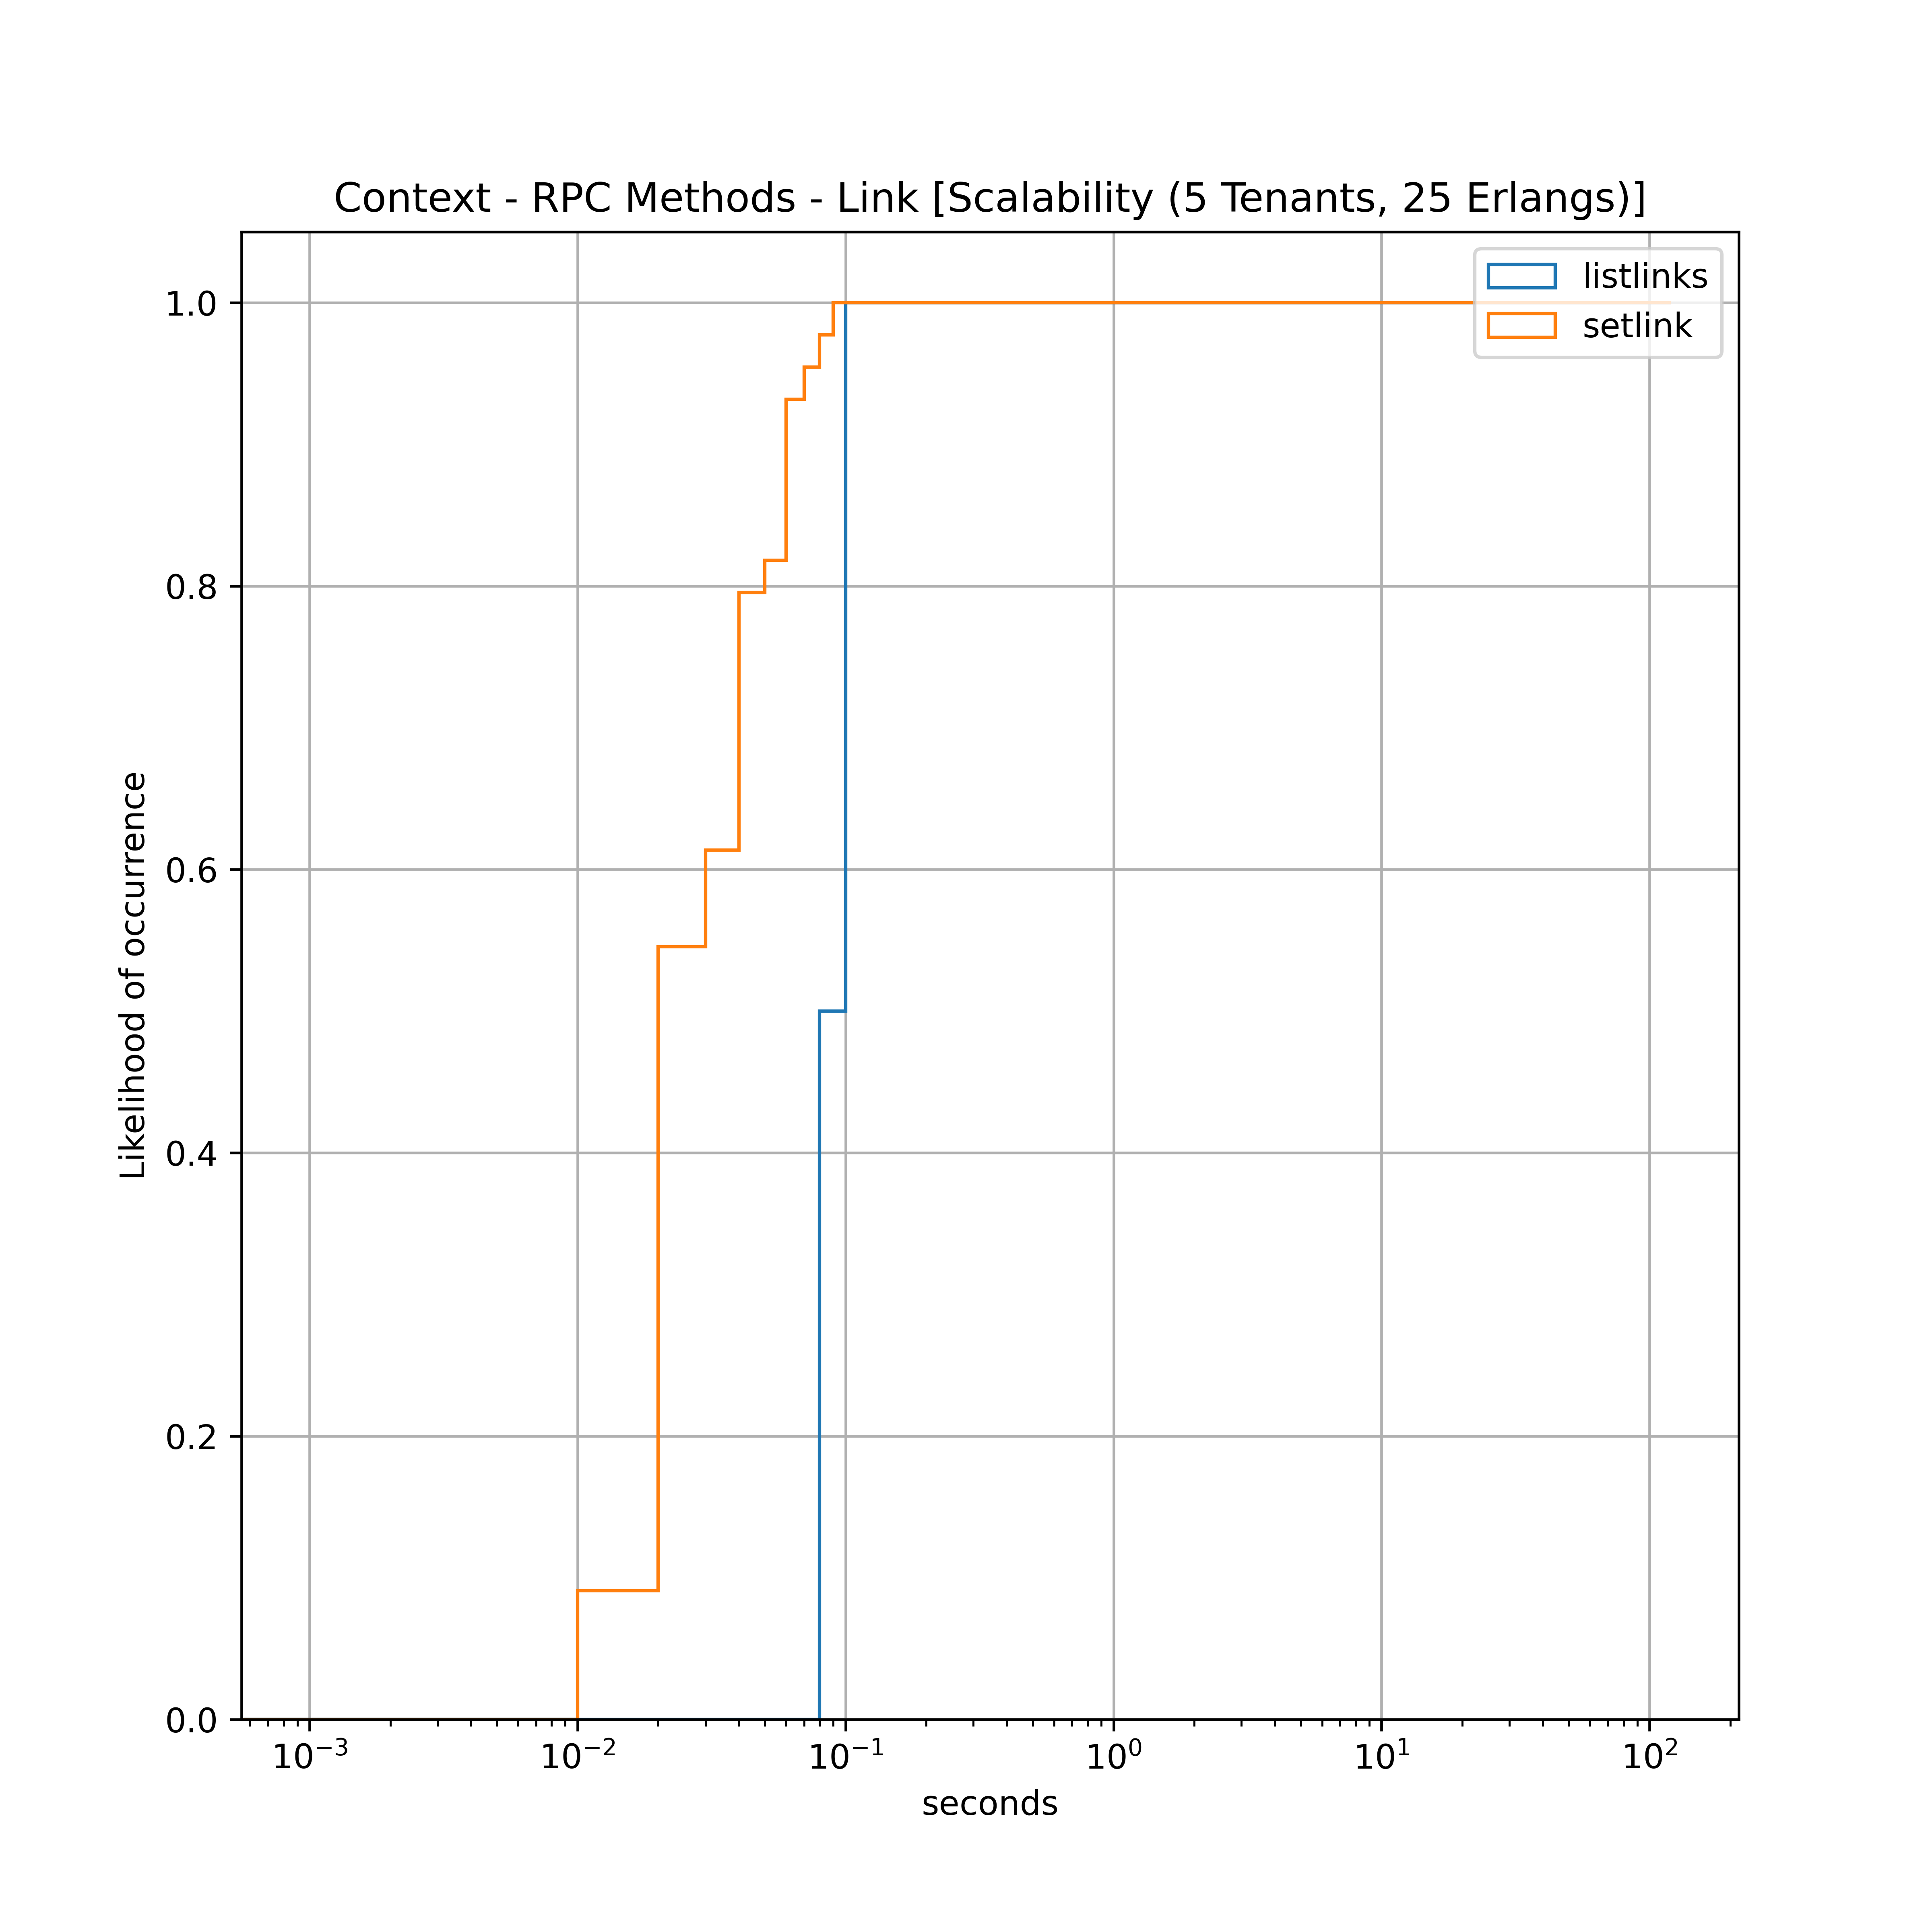 Context - RPC Methods - Link [Scalability (5 Tenants, 25 Erlangs)]
listlinks
setlink
1.0
0.8
0.6
0.4
0.2
0.0
Likelihood of occurrence
10⁻³ 10⁻² 10⁻¹ 10⁰ 10¹ 10²
seconds